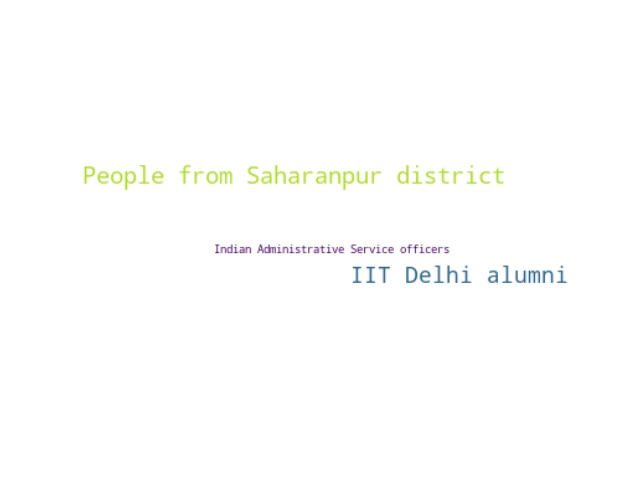 People from Saharanpur district
Indian Administrative Service officers
IIT Delhi alumni